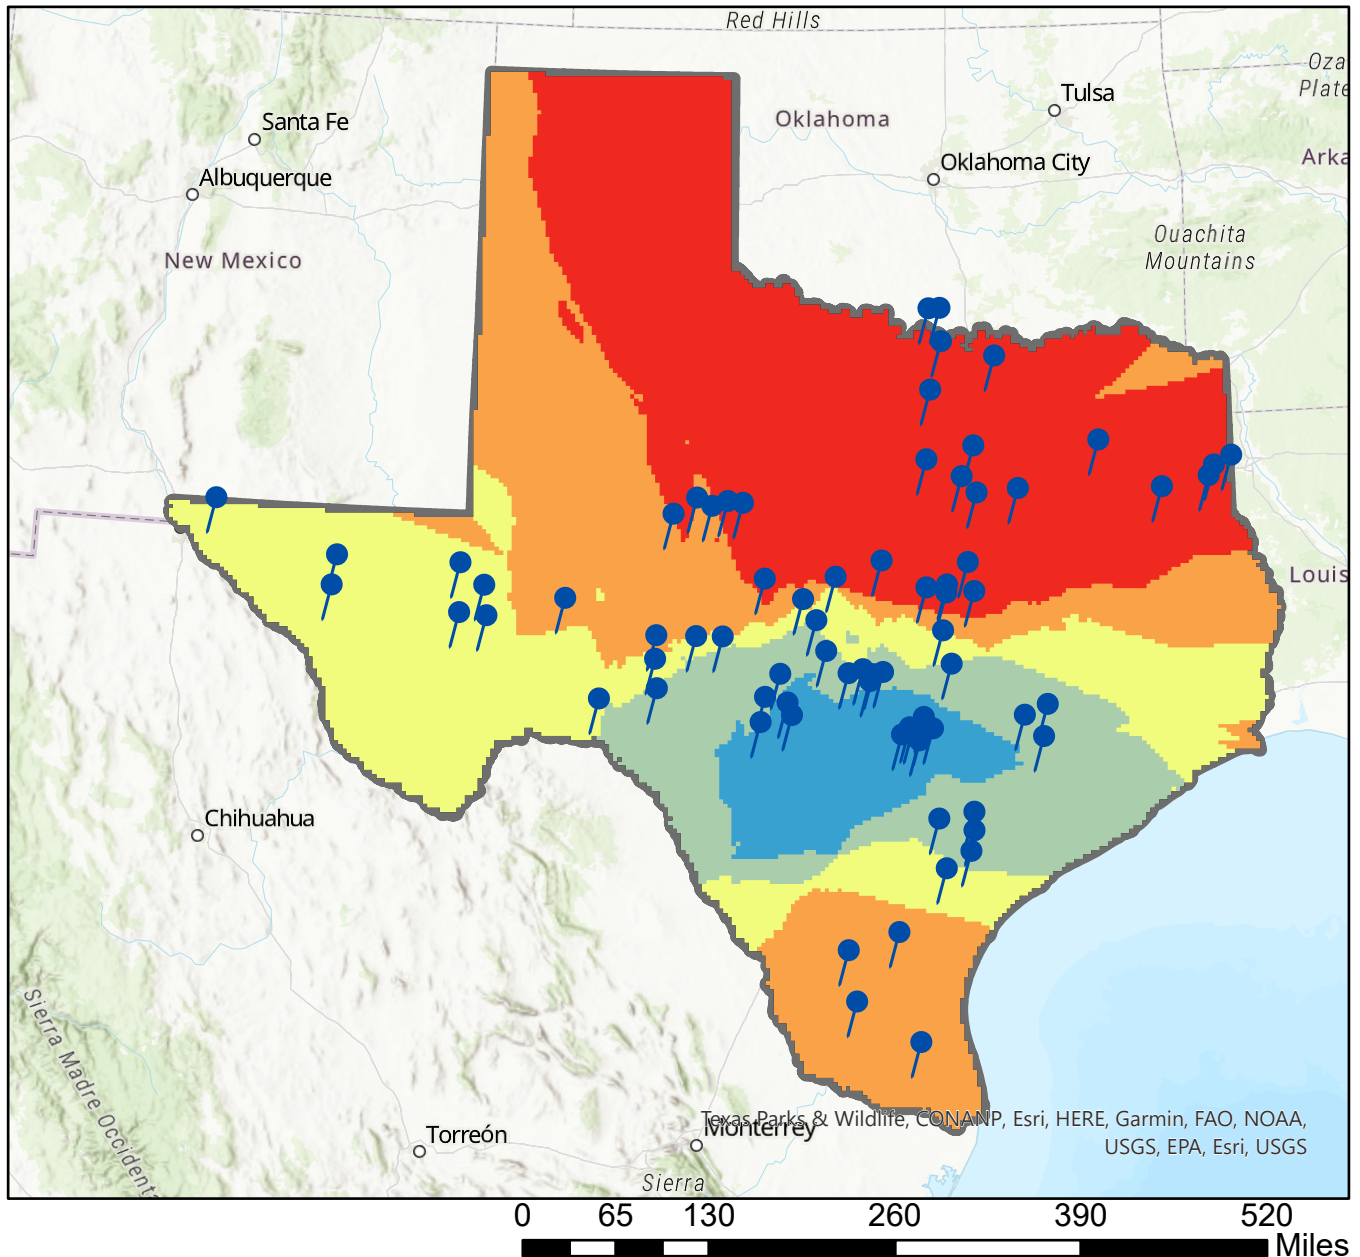 Red Hills
Oza
Plate
Tulsa
Santa Fe
Oklahoma
Arka
Oklahoma City
Albuquerque
Ouachita
Mountains
New Mexico
Louis
Chihuahua
Sierra Madre Occidenta
Texas Parks & Wildlife, CONANP, Esri, HERE, Garmin, FAO, NOAA,
USGS, EPA, Esri, USGS
Torreón
Monterrey
Sierra
0 65 130 260 390 520
Miles